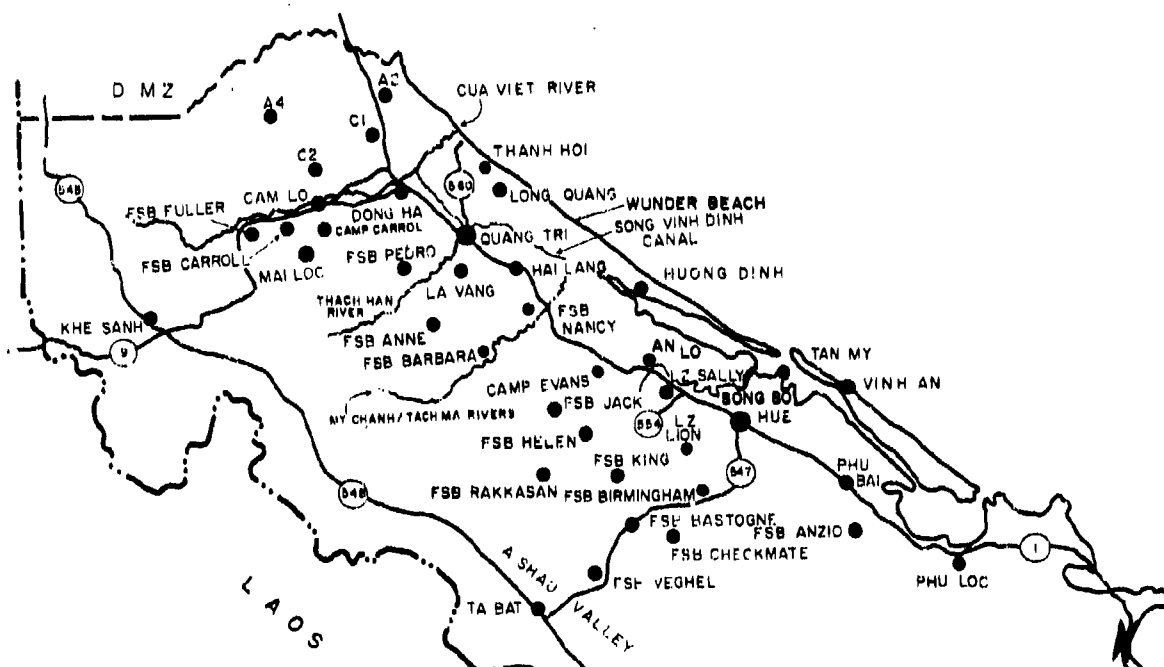 DMZ
A4
A2
C1
CUA VIET RIVER
C2
THANH HOI
548
560
LONG QUANG
CAM LO
FSB FULLER
DONG HA
WUNDER BEACH
CAMP CARROL
QUANG TRI
SONG VINH DINH
CANAL
FSB CARROLL
MAI LOC
FSB PEDRO
HAI LANG
HUONG DINH
LA VANG
THACH HAN
RIVER
KHE SANH
FSB
NANCY
FSB ANNE
9
FSB BARBARA
AN LO
TAN MY
CAMP EVANS
LZ SALLY
VINH AN
FSB JACK
SONG BO
MY CHANH/TACH MA RIVERS
554
LZ
LION
HUE
FSB HELEN
FSB KING
547
PHU
BAI
FSB RAKKASAN
FSB BIRMINGHAM
548
FSB BASTOGNE
FSB ANZIO
FSB CHECKMATE
1
A SHAU VALLEY
FSB VEGHEL
PHU LOC
LAOS
TA BAT
N